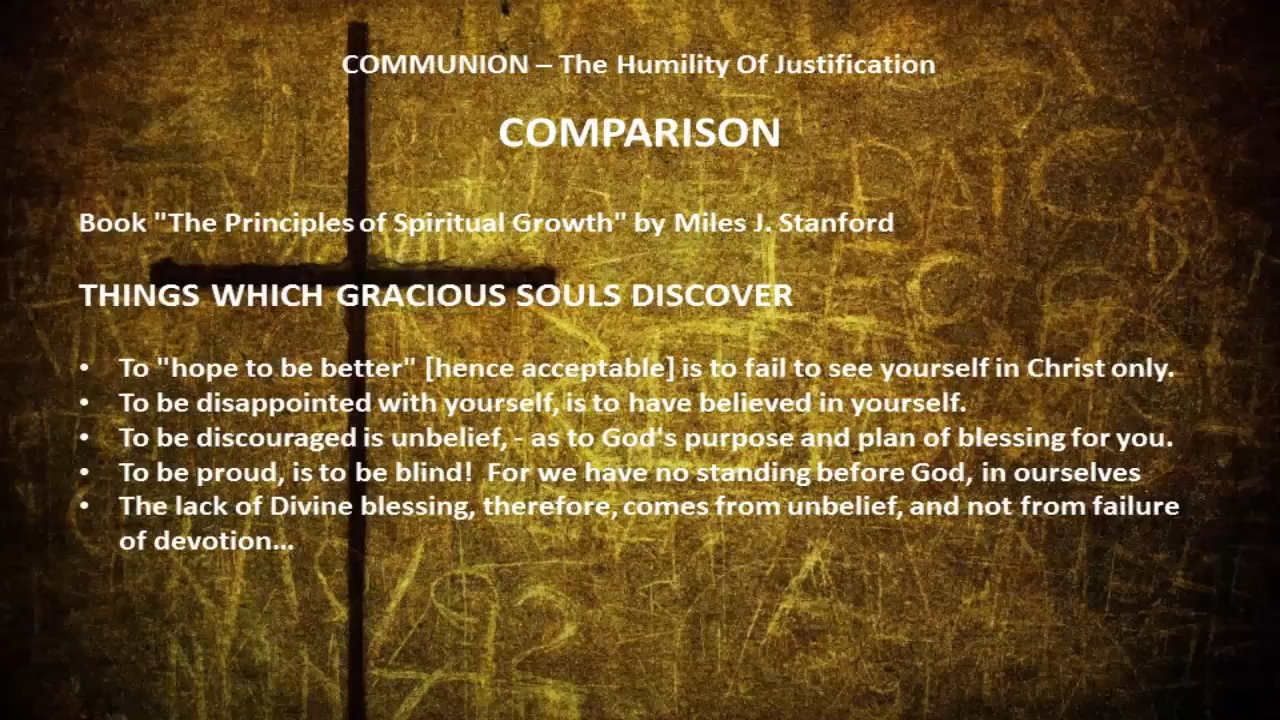 COMMUNION – The Humility Of Justification
COMPARISON
Book "The Principles of Spiritual Growth" by Miles J. Stanford
THINGS WHICH GRACIOUS SOULS DISCOVER
• To "hope to be better" [hence acceptable] is to fail to see yourself in Christ only.
• To be disappointed with yourself, is to have believed in yourself.
• To be discouraged is unbelief, - as to God's purpose and plan of blessing for you.
• To be proud, is to be blind!  For we have no standing before God, in ourselves
• The lack of Divine blessing, therefore, comes from unbelief, and not from failure
of devotion...